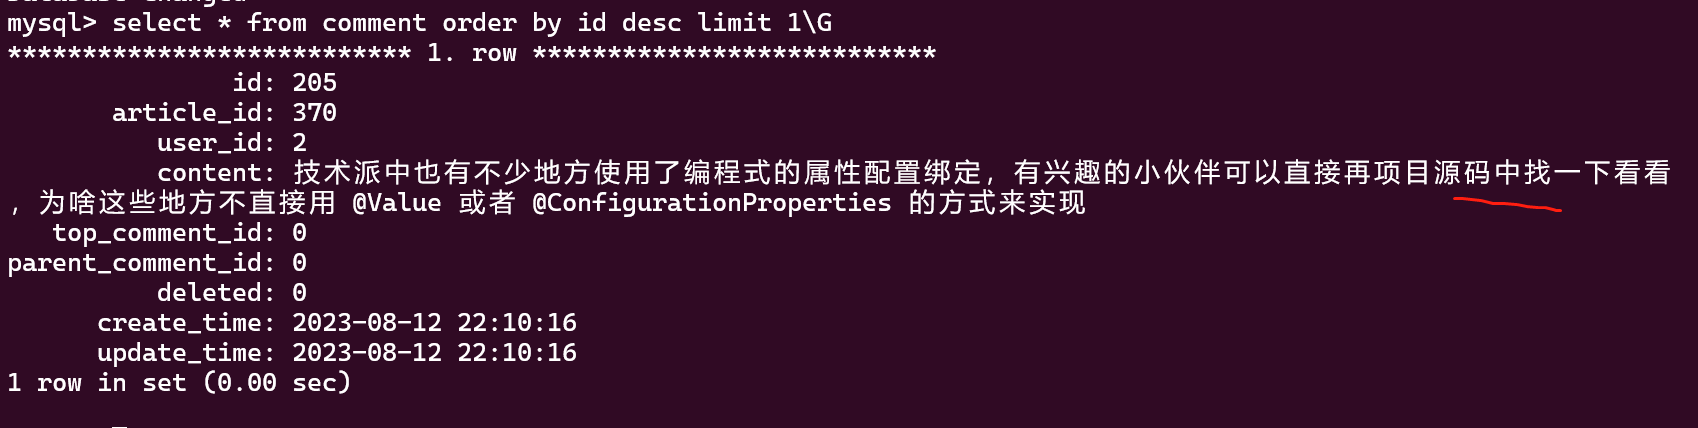 mysql> select * from comment order by id desc limit 1\G
*************************** 1. row ***************************
id: 205
article_id: 370
user_id: 2
content: 技术派中也有不少地方使用了编程式的属性配置绑定，有兴趣的小伙伴可以直接再项目源码中找一下看看
，为啥这些地方不直接用 @Value 或者 @ConfigurationProperties 的方式来实现
top_comment_id: 0
parent_comment_id: 0
deleted: 0
create_time: 2023-08-12 22:10:16
update_time: 2023-08-12 22:10:16
1 row in set (0.00 sec)